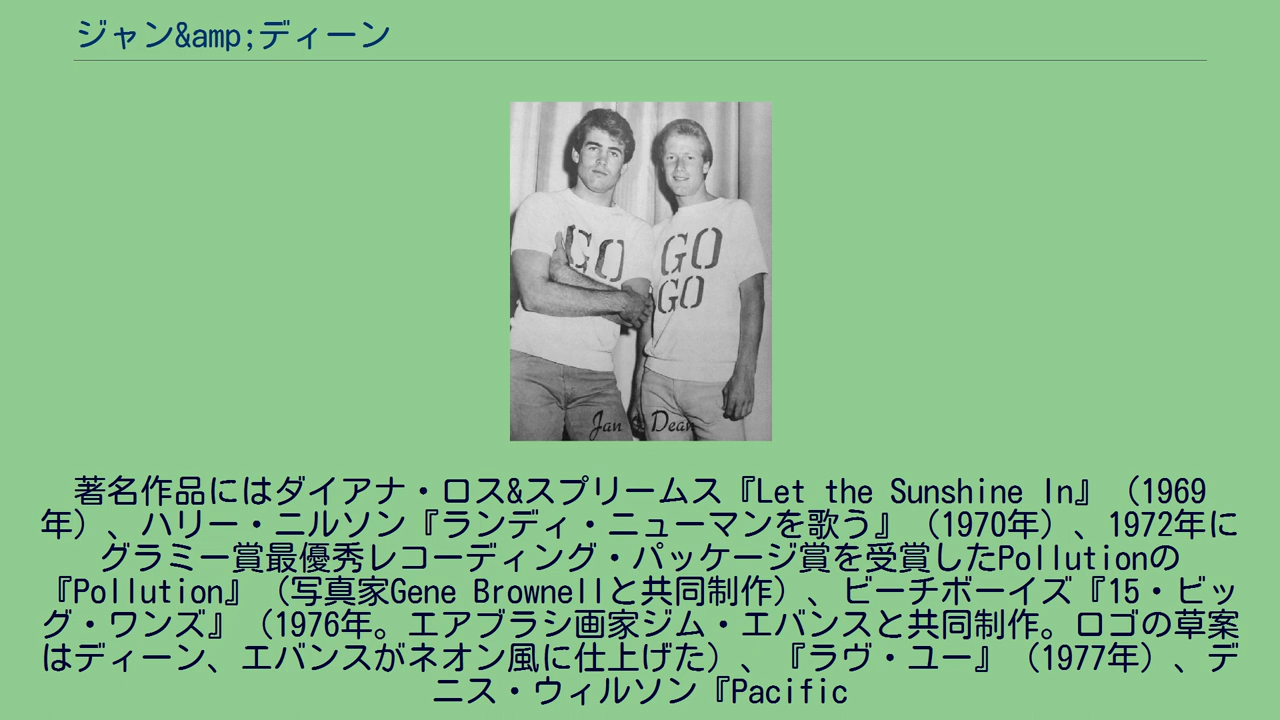 ジャン&amp;ディーン
GO GO
GO
Jan & Dean
著名作品にはダイアナ・ロス&スプリームス『Let the Sunshine In』（1969
年）、ハリー・ニルソン『ランディ・ニューマンを歌う』（1970年）、1972年に
グラミー賞最優秀レコーディング・パッケージ賞を受賞したPollutionの
『Pollution』（写真家Gene Brownellと共同制作）、ビーチボーイズ『15・ビッ
グ・ワンズ』（1976年。エアブラシ画家ジム・エバンスと共同制作。ロゴの草案
はディーン、エバンスがネオン風に仕上げた）、『ラヴ・ユー』（1977年）、デ
ニス・ウィルソン『Pacific